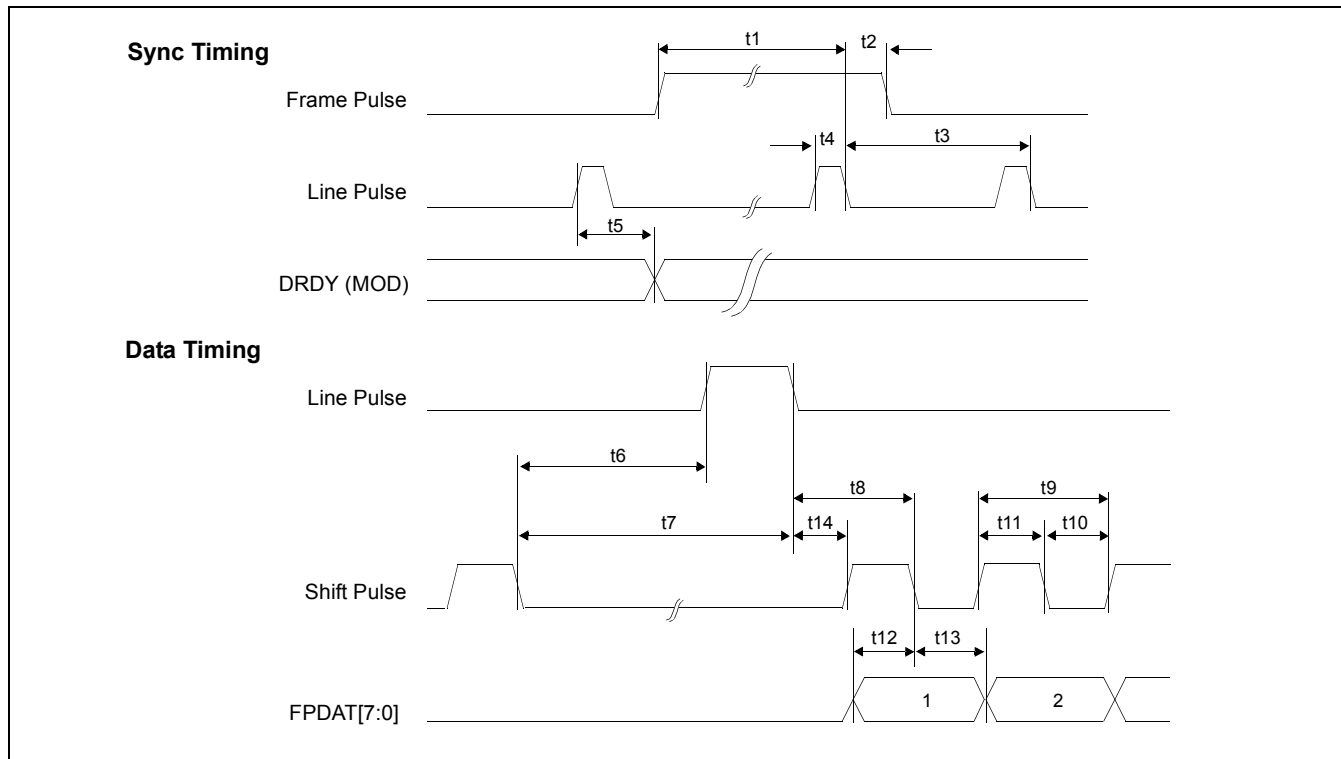 Sync Timing
t1
t2
Frame Pulse
t4
t3
Line Pulse
t5
DRDY (MOD)
Data Timing
Line Pulse
t6
t8
t9
t7
t14
t11
t10
Shift Pulse
t12
t13
FPDAT[7:0]
1
2